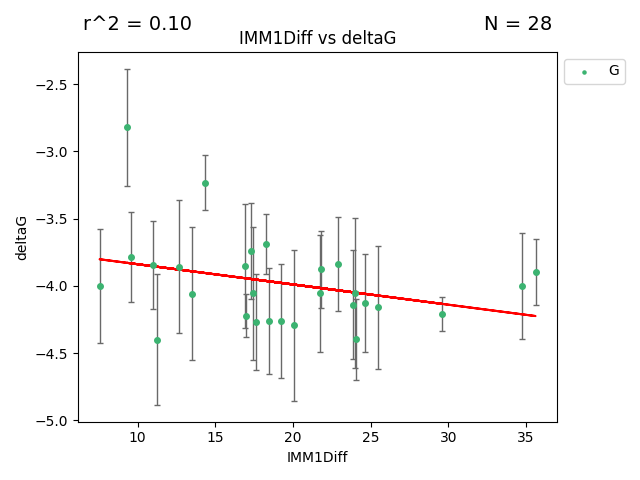 r^2 = 0.10
N = 28
IMM1Diff vs deltaG
G
−2.5
−3.0
−3.5
−4.0
−4.5
−5.0
deltaG
10
15
20
25
30
35
IMM1Diff